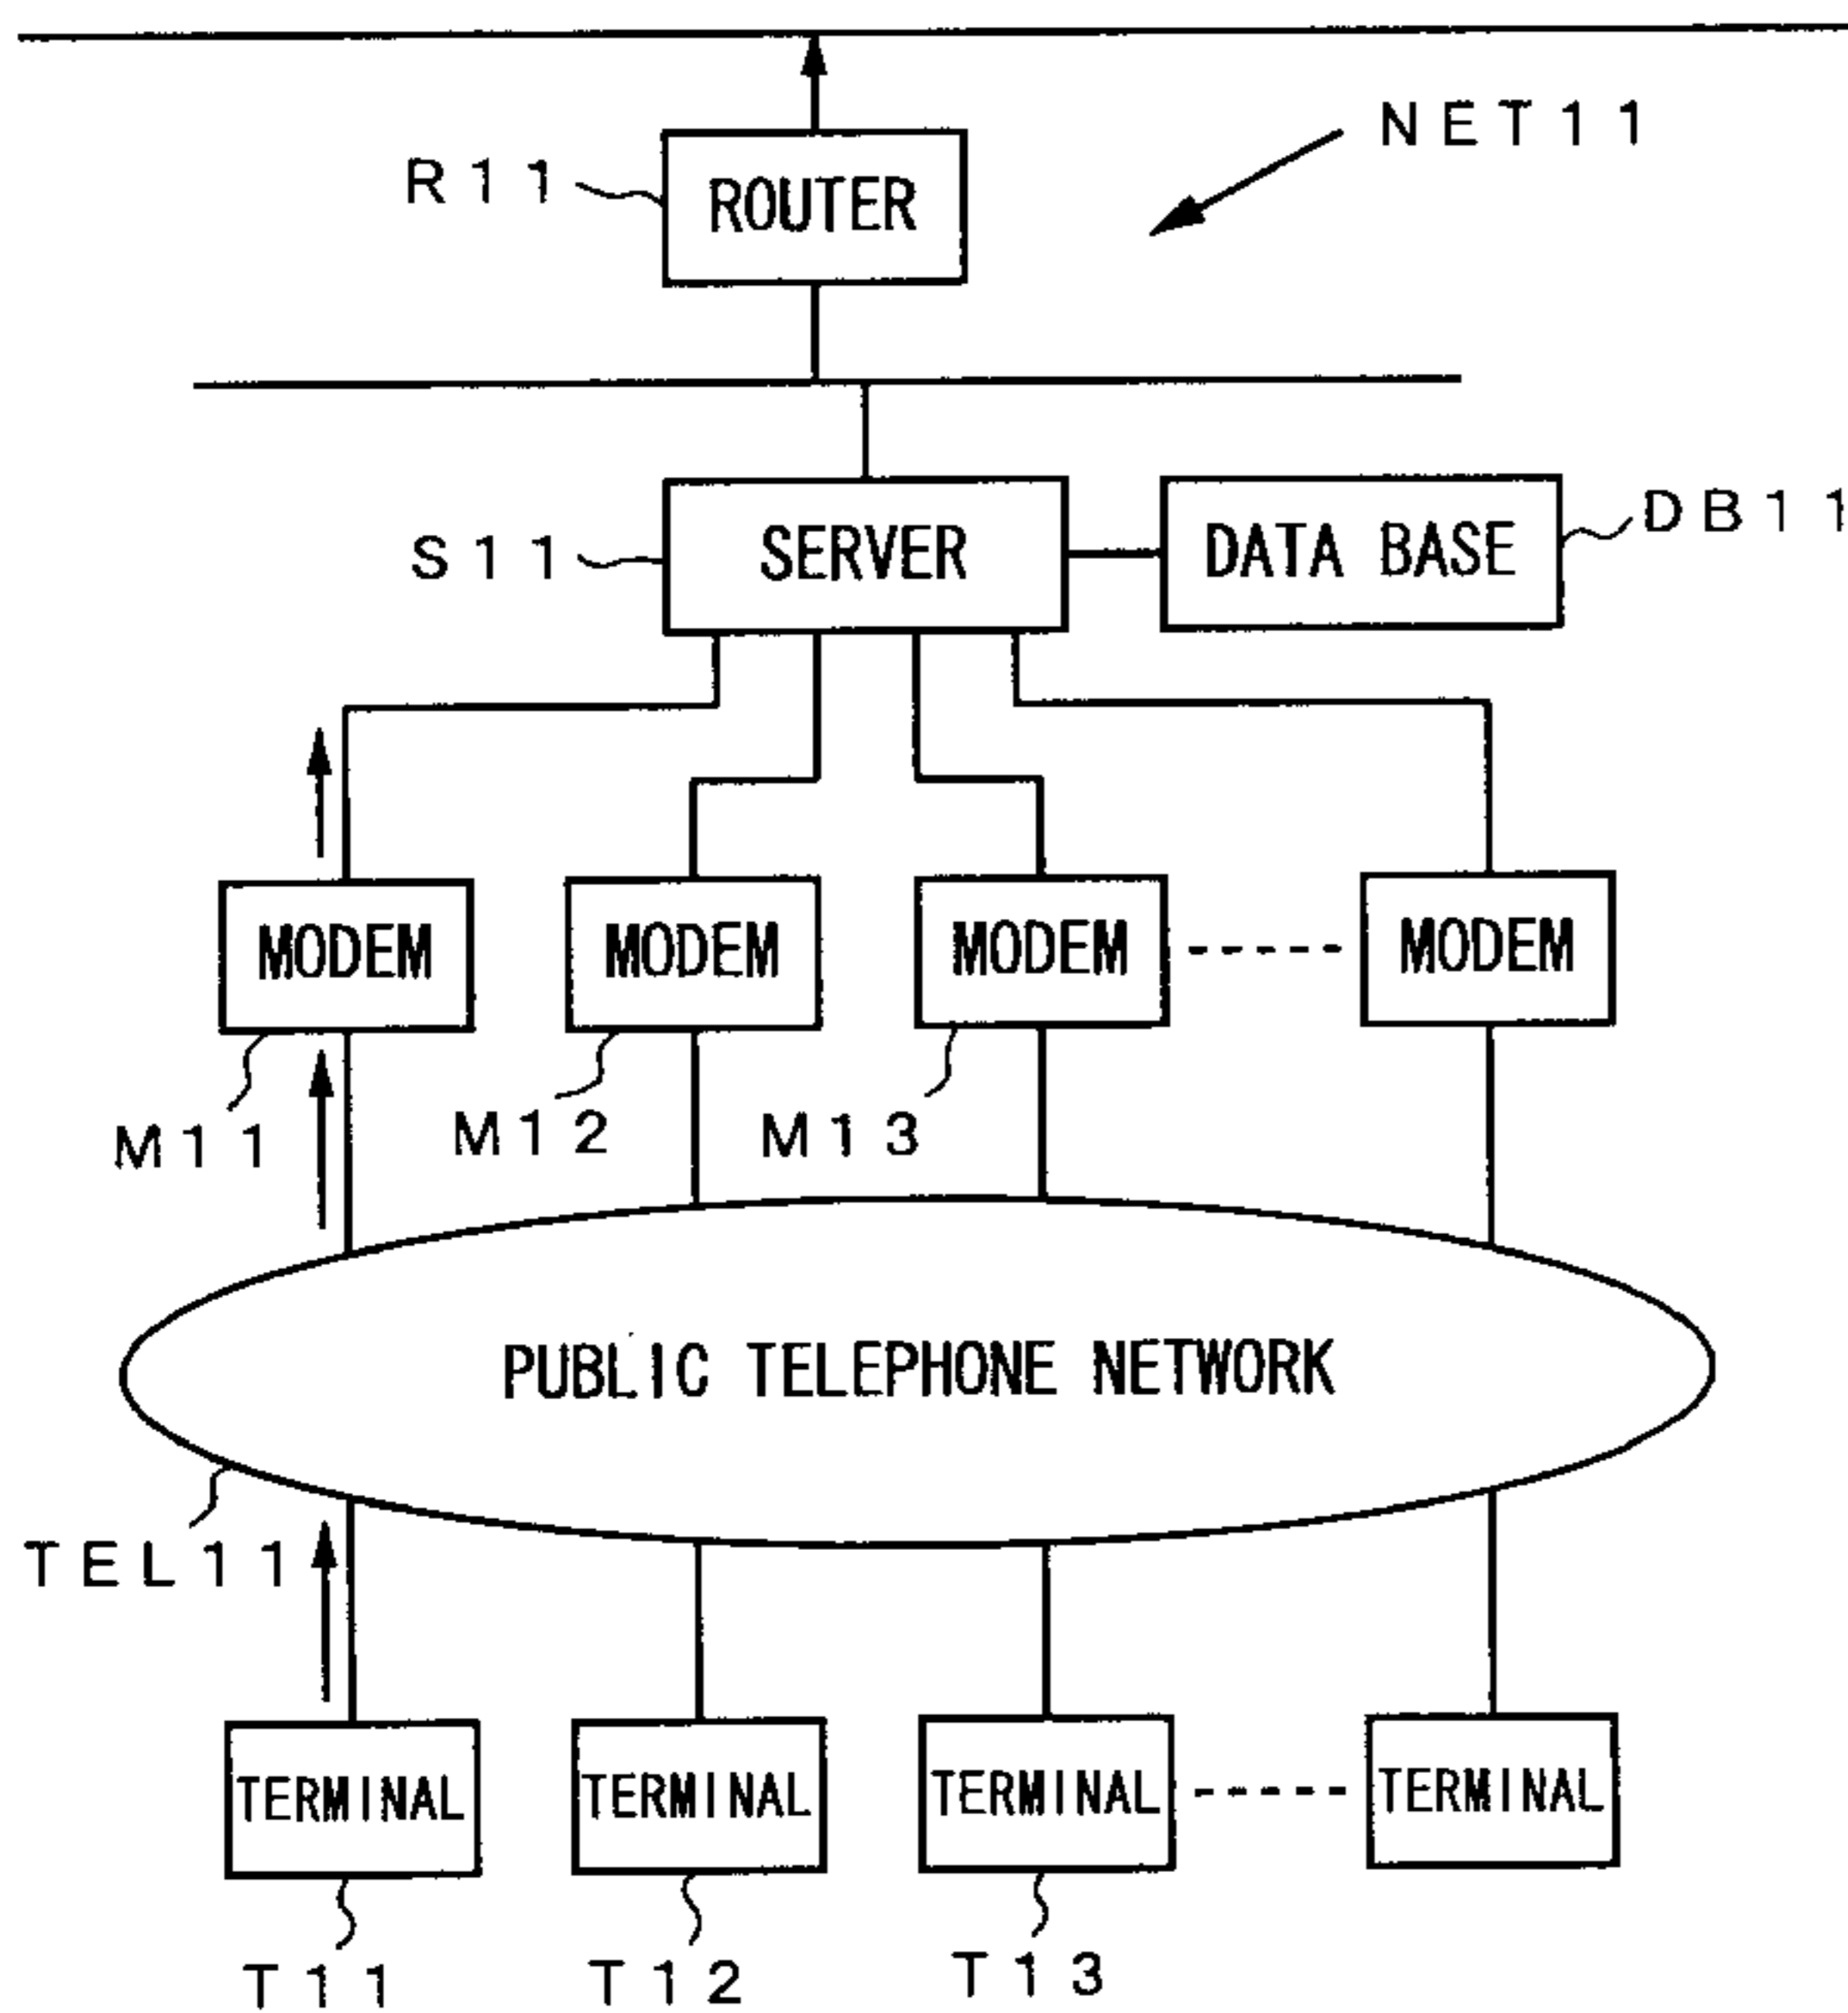 NET11
R11 ROUTER
S11 SERVER DATA BASE DB11
MODEM MODEM MODEM MODEM
M11 M12 M13
PUBLIC TELEPHONE NETWORK
TEL11
TERMINAL TERMINAL TERMINAL TERMINAL
T11 T12 T13